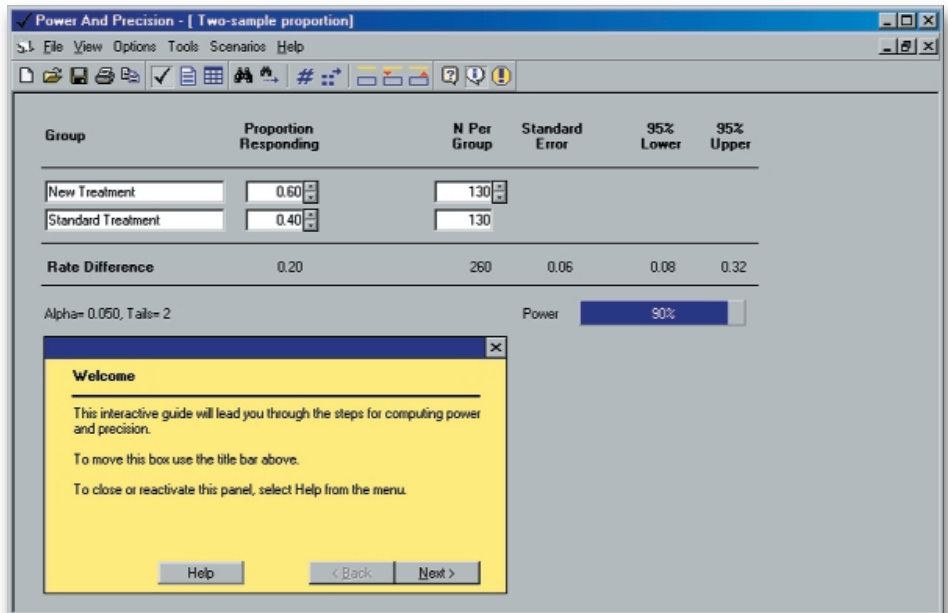 Power And Precision - [ Two-sample proportion]
File View Options Tools Scenarios Help
Group Proportion Responding N Per Group Standard Error 95% Lower 95% Upper
New Treatment 0.60 130
Standard Treatment 0.40 130
Rate Difference 0.20 260 0.06 0.08 0.32
Alpha= 0.050, Tails= 2 Power 90%
Welcome
This interactive guide will lead you through the steps for computing power
and precision.
To move this box use the title bar above.
To close or reactivate this panel, select Help from the menu.
Help < Back Next >